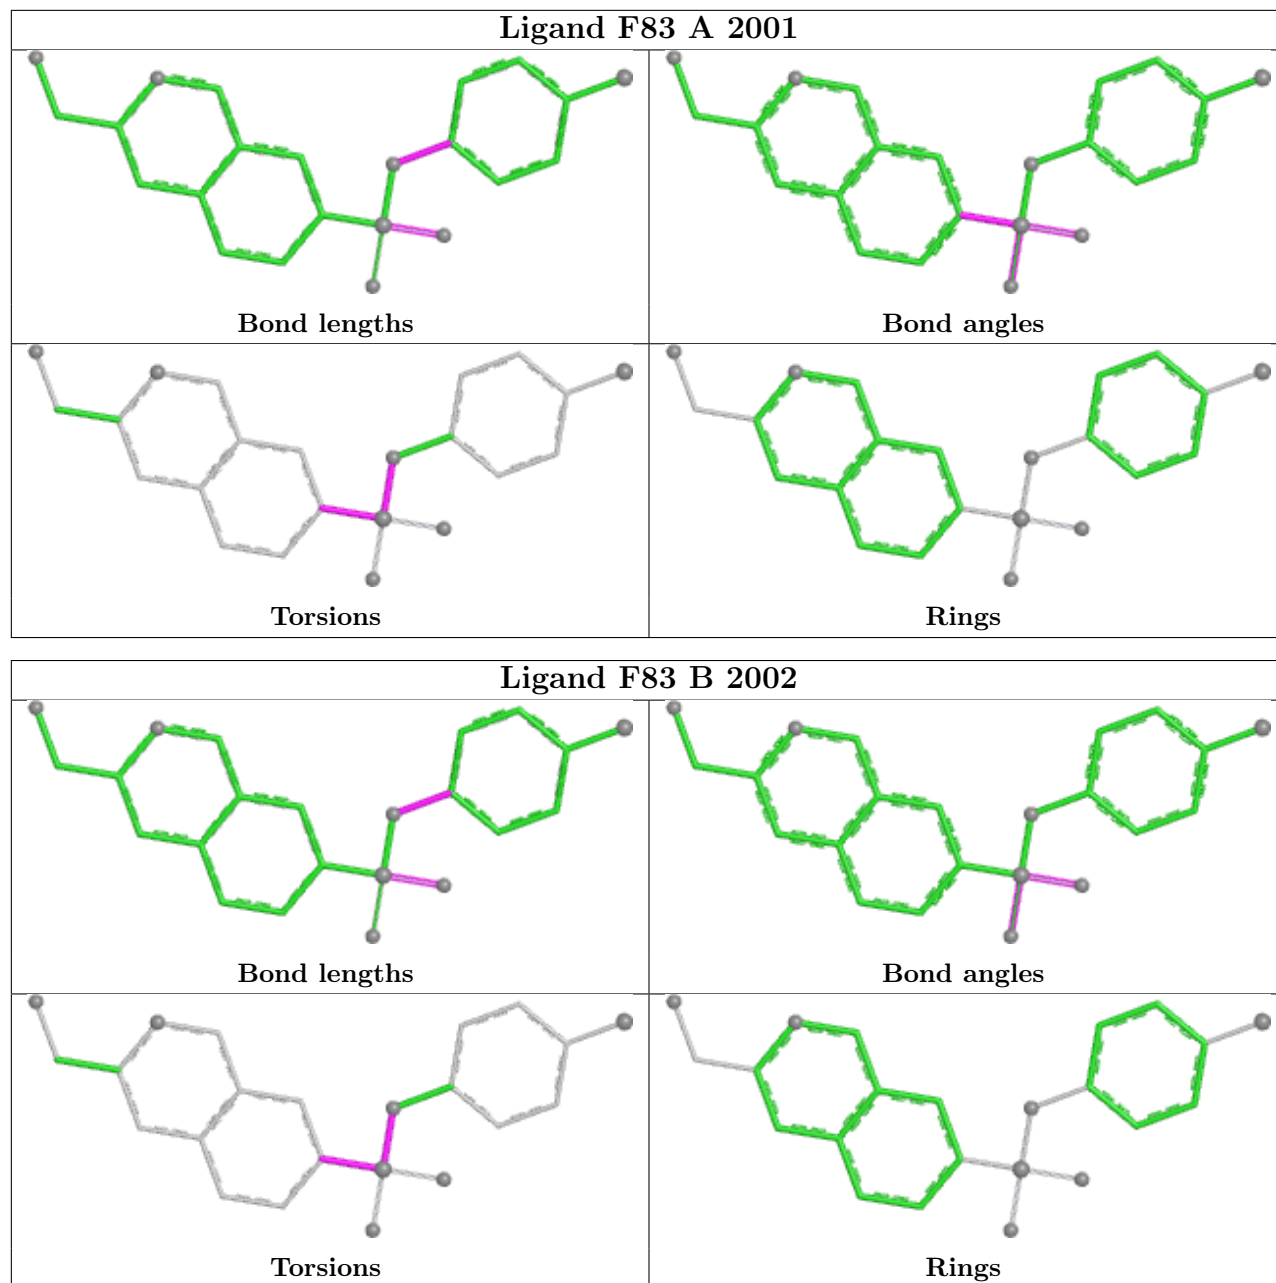 Ligand F83 A 2001
Bond lengths
Bond angles
Torsions
Rings
Ligand F83 B 2002
Bond lengths
Bond angles
Torsions
Rings